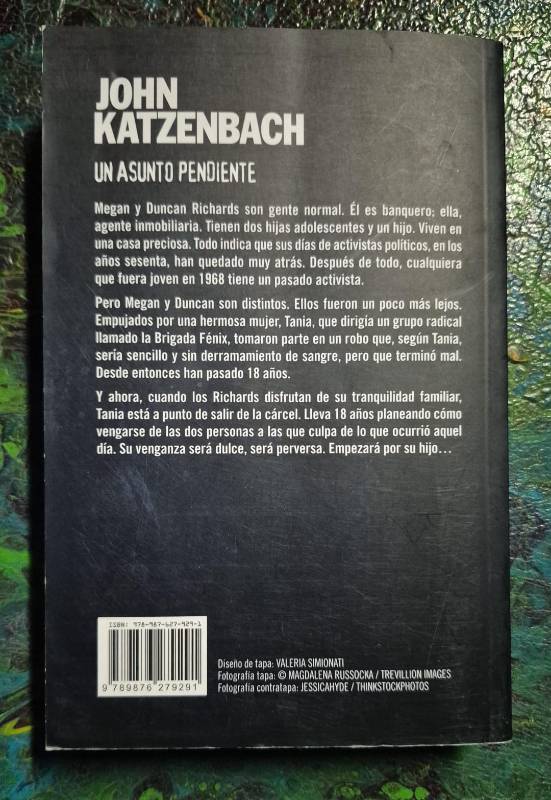 JOHN
KATZENBACH
UN ASUNTO PENDIENTE
Megan y Duncan Richards son gente normal. Él es banquero; ella,
agente inmobiliaria. Tienen dos hijas adolescentes y un hijo. Viven en
una casa preciosa. Todo indica que sus días de activistas políticos, en los
años sesenta, han quedado muy atrás. Después de todo, cualquiera
que fuera joven en 1968 tiene un pasado activista.
Pero Megan y Duncan son distintos. Ellos fueron un poco más lejos.
Empujados por una hermosa mujer, Tania, que dirigía un grupo radical
llamado la Brigada Fénix, tomaron parte en un robo que, según Tania,
sería sencillo y sin derramamiento de sangre, pero que terminó mal.
Desde entonces han pasado 18 años.
Y ahora, cuando los Richards disfrutan de su tranquilidad familiar,
Tania está a punto de salir de la cárcel. Lleva 18 años planeando cómo
vengarse de las dos personas a las que culpa de lo que ocurrió aquel
día. Su venganza será dulce, será perversa. Empezará por su hijo...
ISBN: 978-987-627-929-1
9 789876 279291
Diseño de tapa: VALERIA SIMIONATI
Fotografía tapa: © MAGDALENA RUSSOCKA / TREVILLION IMAGES
Fotografía contratapa: JESSICAHYDE / THINKSTOCKPHOTOS